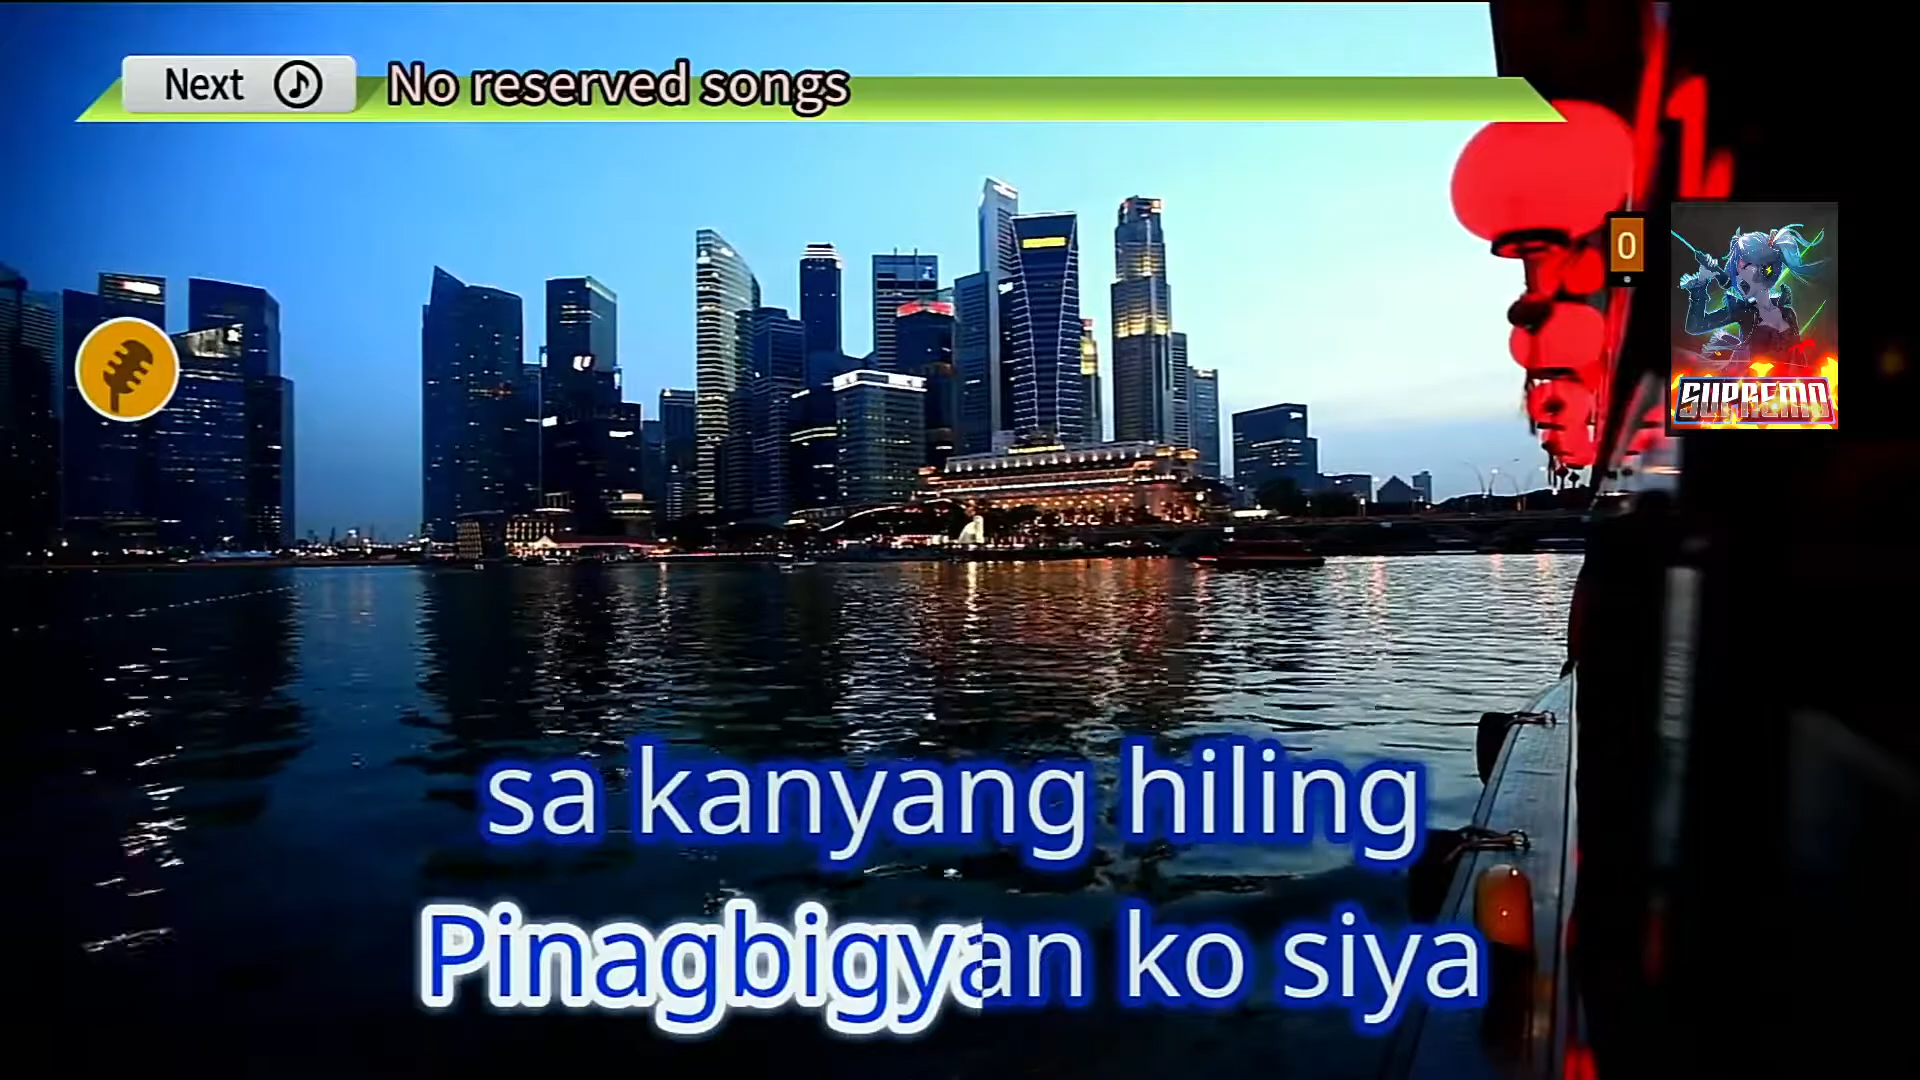 Next
No reserved songs
0
SUPREMO
sa kanyang hiling
Pinagbigyan ko siya